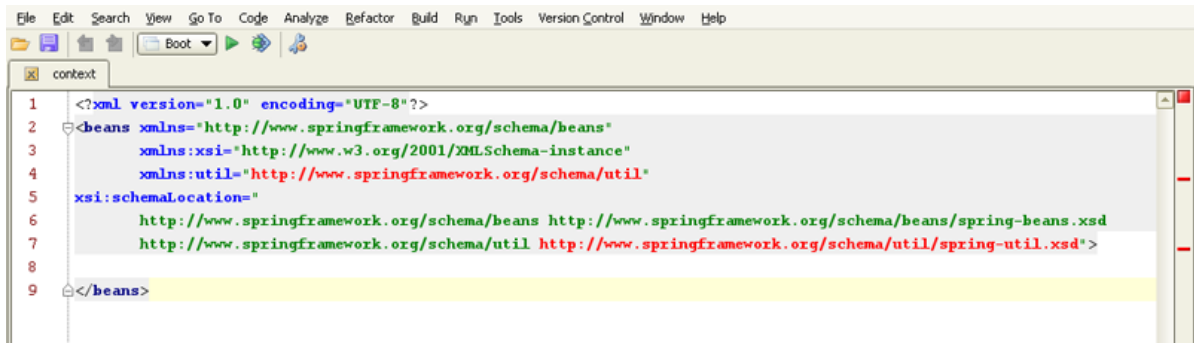 File Edit Search View Go To Code Analyze Refactor Build Run Tools Version Control Window Help
Boot
context
1 <?xml version="1.0" encoding="UTF-8"?>
2 <beans xmlns="http://www.springframework.org/schema/beans"
3 xmlns:xsi="http://www.w3.org/2001/XMLSchema-instance"
4 xmlns:util="http://www.springframework.org/schema/util"
5 xsi:schemaLocation="
6 http://www.springframework.org/schema/beans http://www.springframework.org/schema/beans/spring-beans.xsd
7 http://www.springframework.org/schema/util http://www.springframework.org/schema/util/spring-util.xsd">
8
9 </beans>